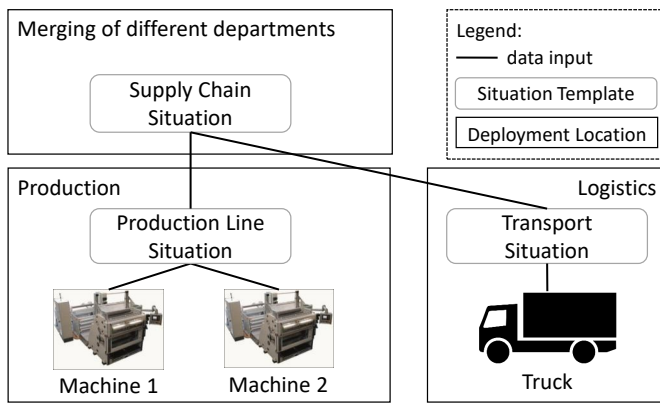 Merging of different departments
Supply Chain
Situation
Legend:
data input
Situation Template
Deployment Location
Production
Production Line
Situation
Machine 1
Machine 2
Logistics
Transport
Situation
Truck